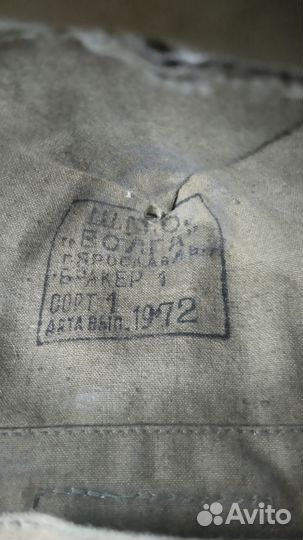 Ш.П.О.
„ВОЛГА"
г. ЯРОСЛАВЛЬ
БРАКЕР 1
СОРТ 1
ДАТА ВЫП. 1972
Avito